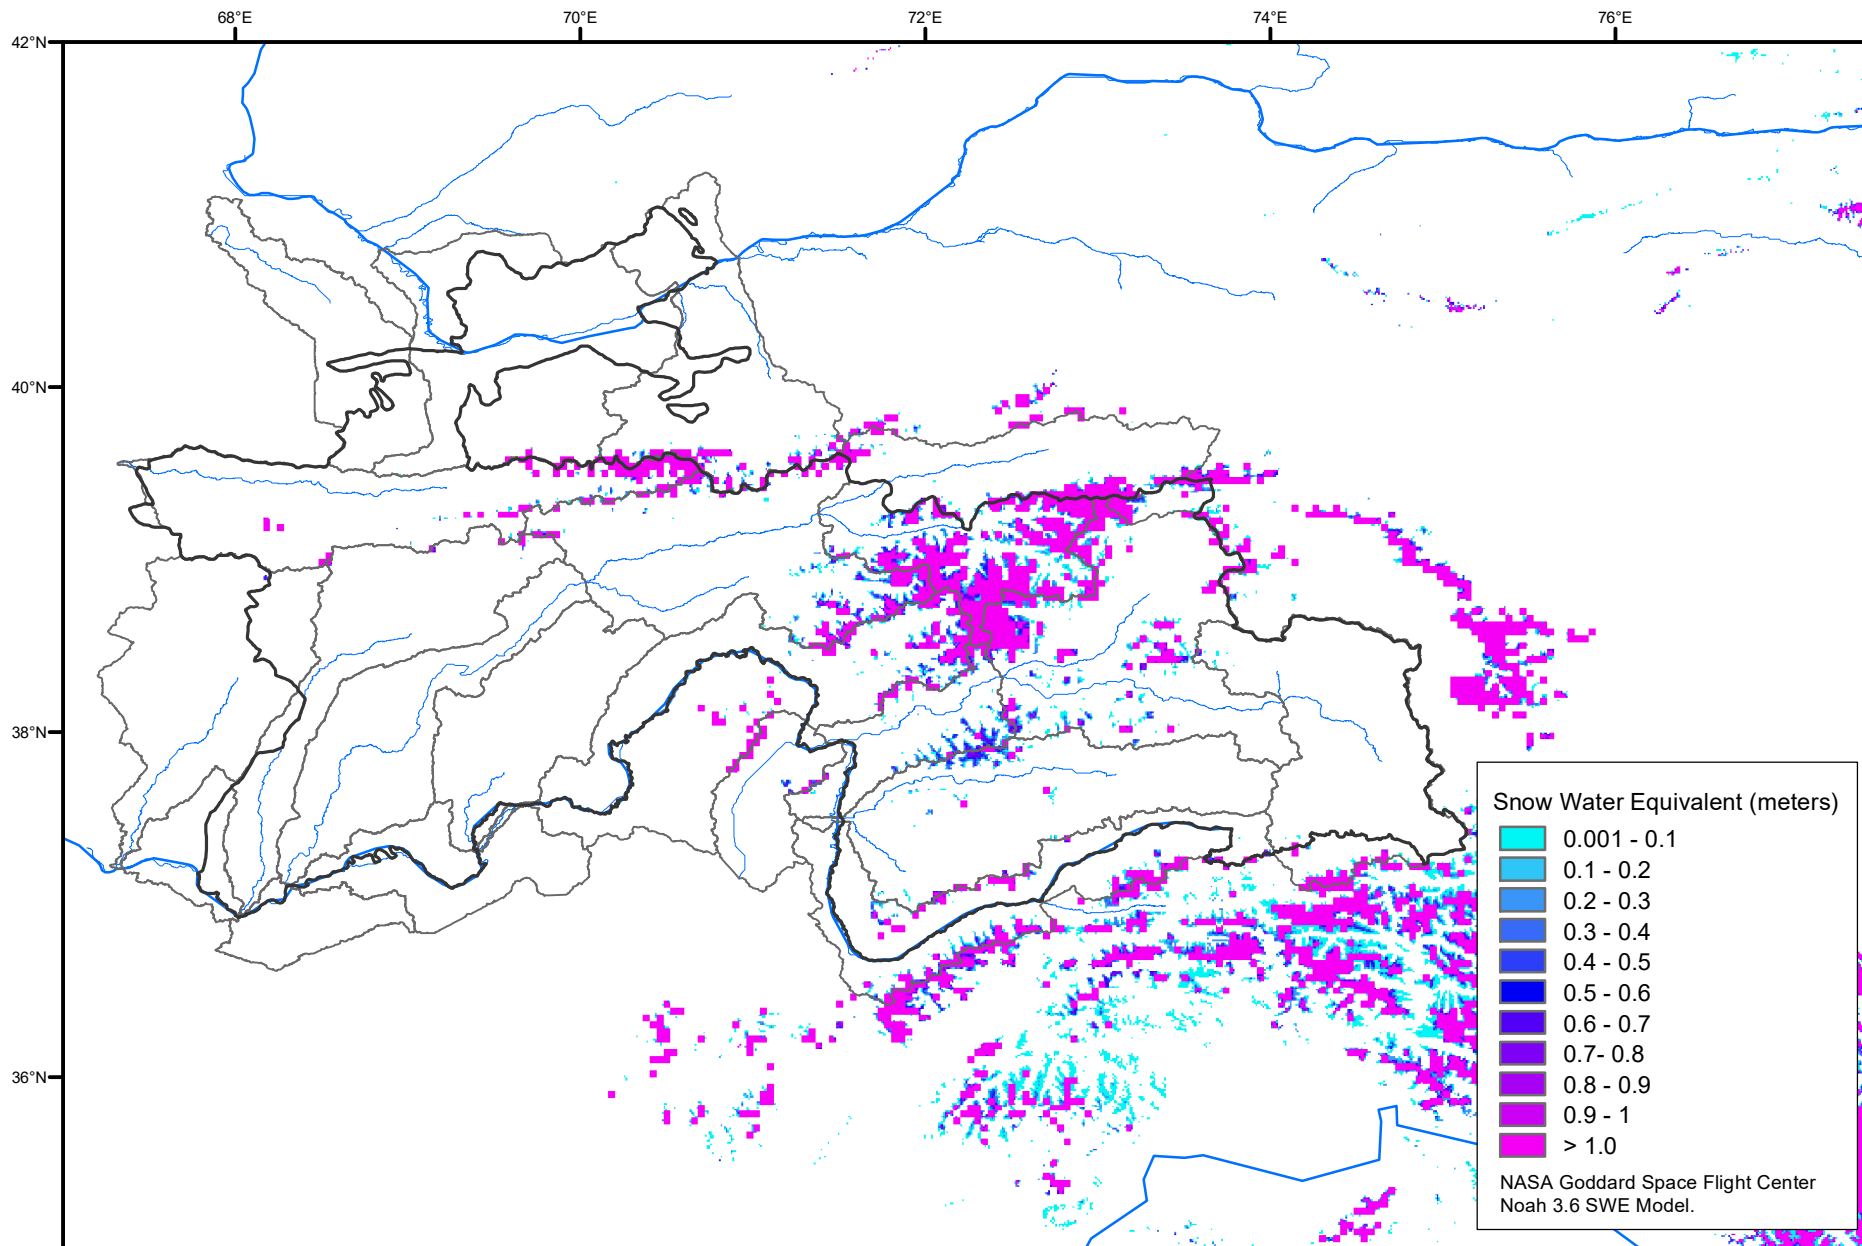 68°E 70°E 72°E 74°E 76°E
42°N
40°N
38°N
36°N
Snow Water Equivalent (meters)
0.001 - 0.1
0.1 - 0.2
0.2 - 0.3
0.3 - 0.4
0.4 - 0.5
0.5 - 0.6
0.6 - 0.7
0.7- 0.8
0.8 - 0.9
0.9 - 1
> 1.0
NASA Goddard Space Flight Center
Noah 3.6 SWE Model.